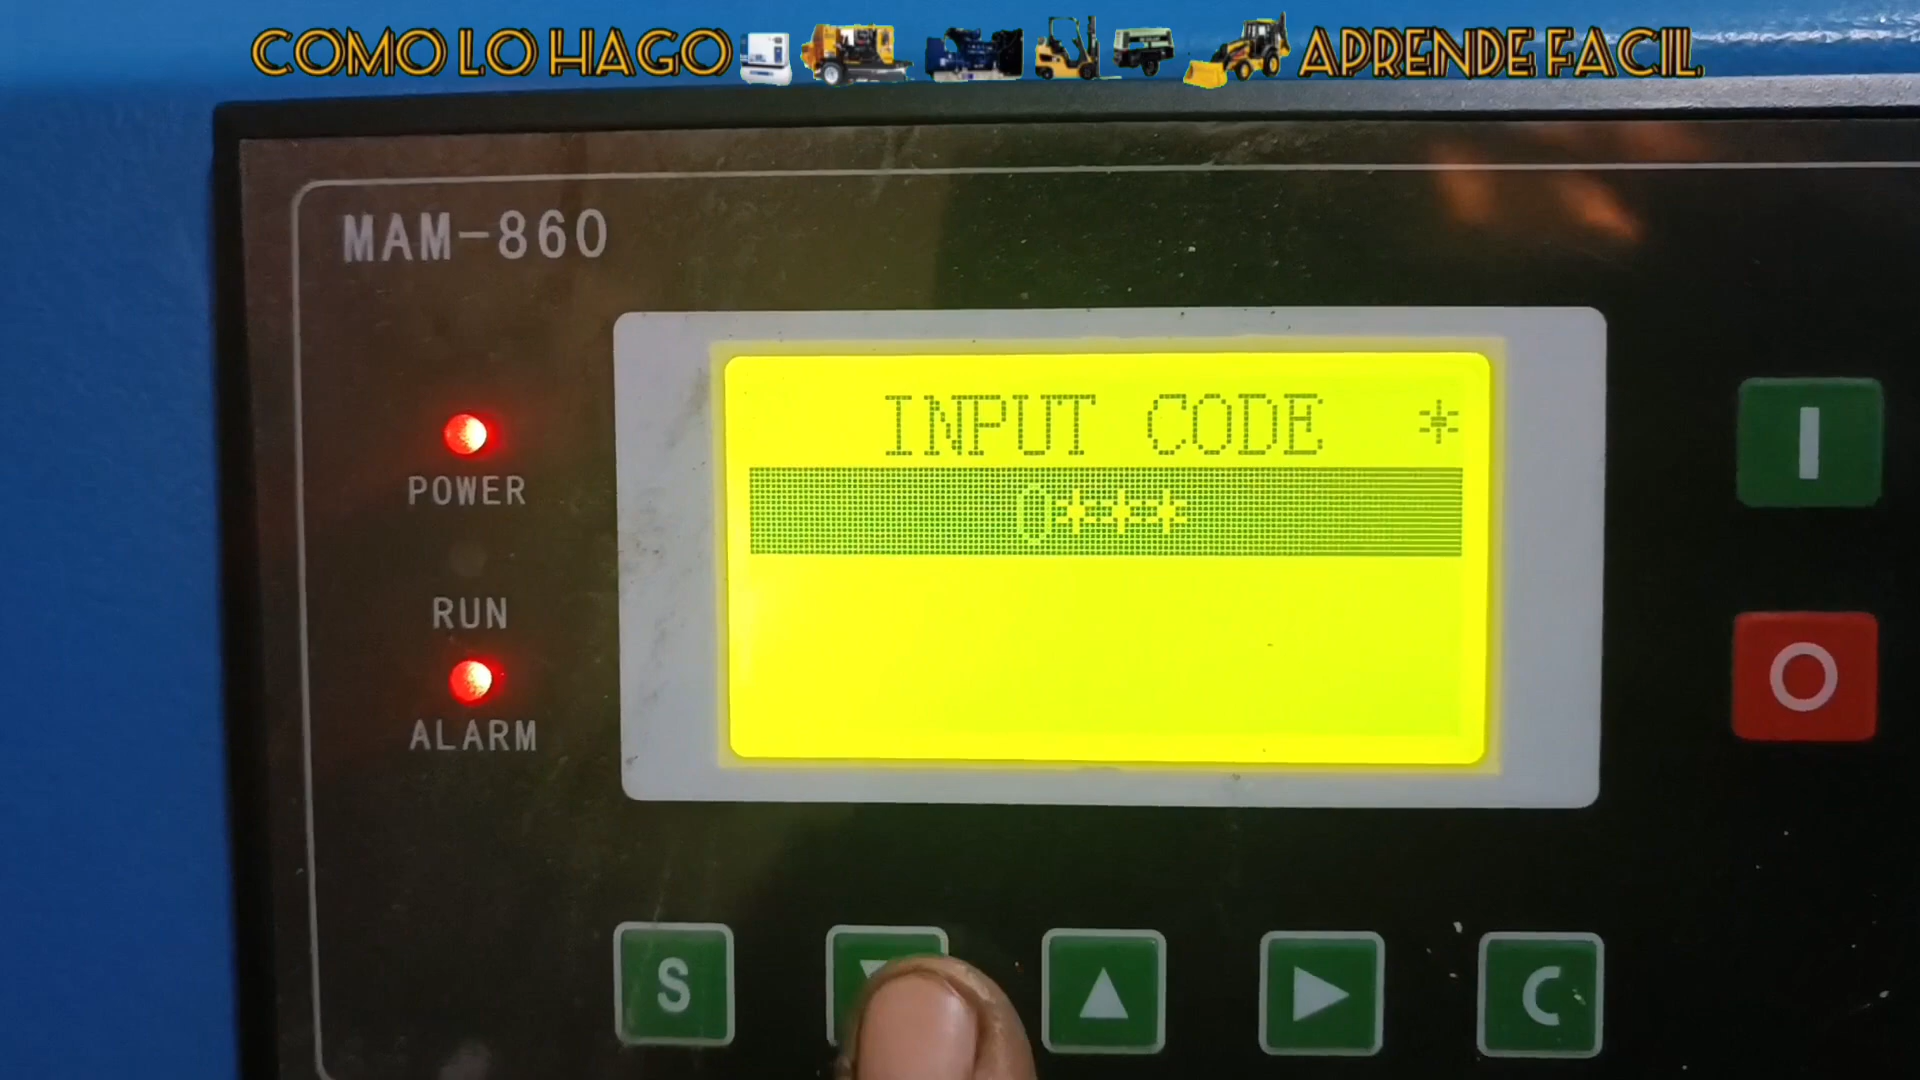 COMO LO HAGO APRENDE FACIL
MAM-860
INPUT CODE *
0***
POWER
RUN
ALARM
S
C